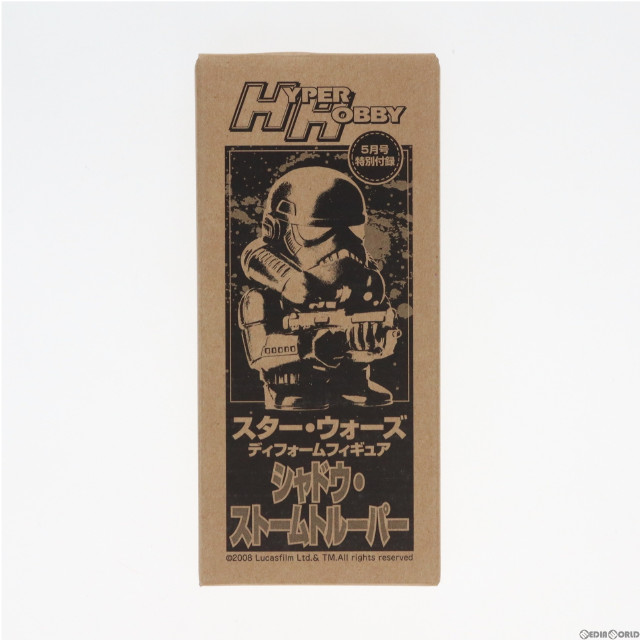 HYPER
HOBBY
5月号
特別付録
スター・ウォーズ
ディフォームフィギュア
シャドウ・
ストームトルーパー
©2008 Lucasfilm Ltd.& TM.All rights reserved
MEDIA WORLD